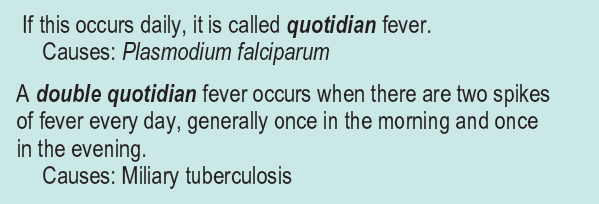 If this occurs daily, it is called quotidian fever.
Causes: Plasmodium falciparum
A double quotidian fever occurs when there are two spikes
of fever every day, generally once in the morning and once
in the evening.
Causes: Miliary tuberculosis